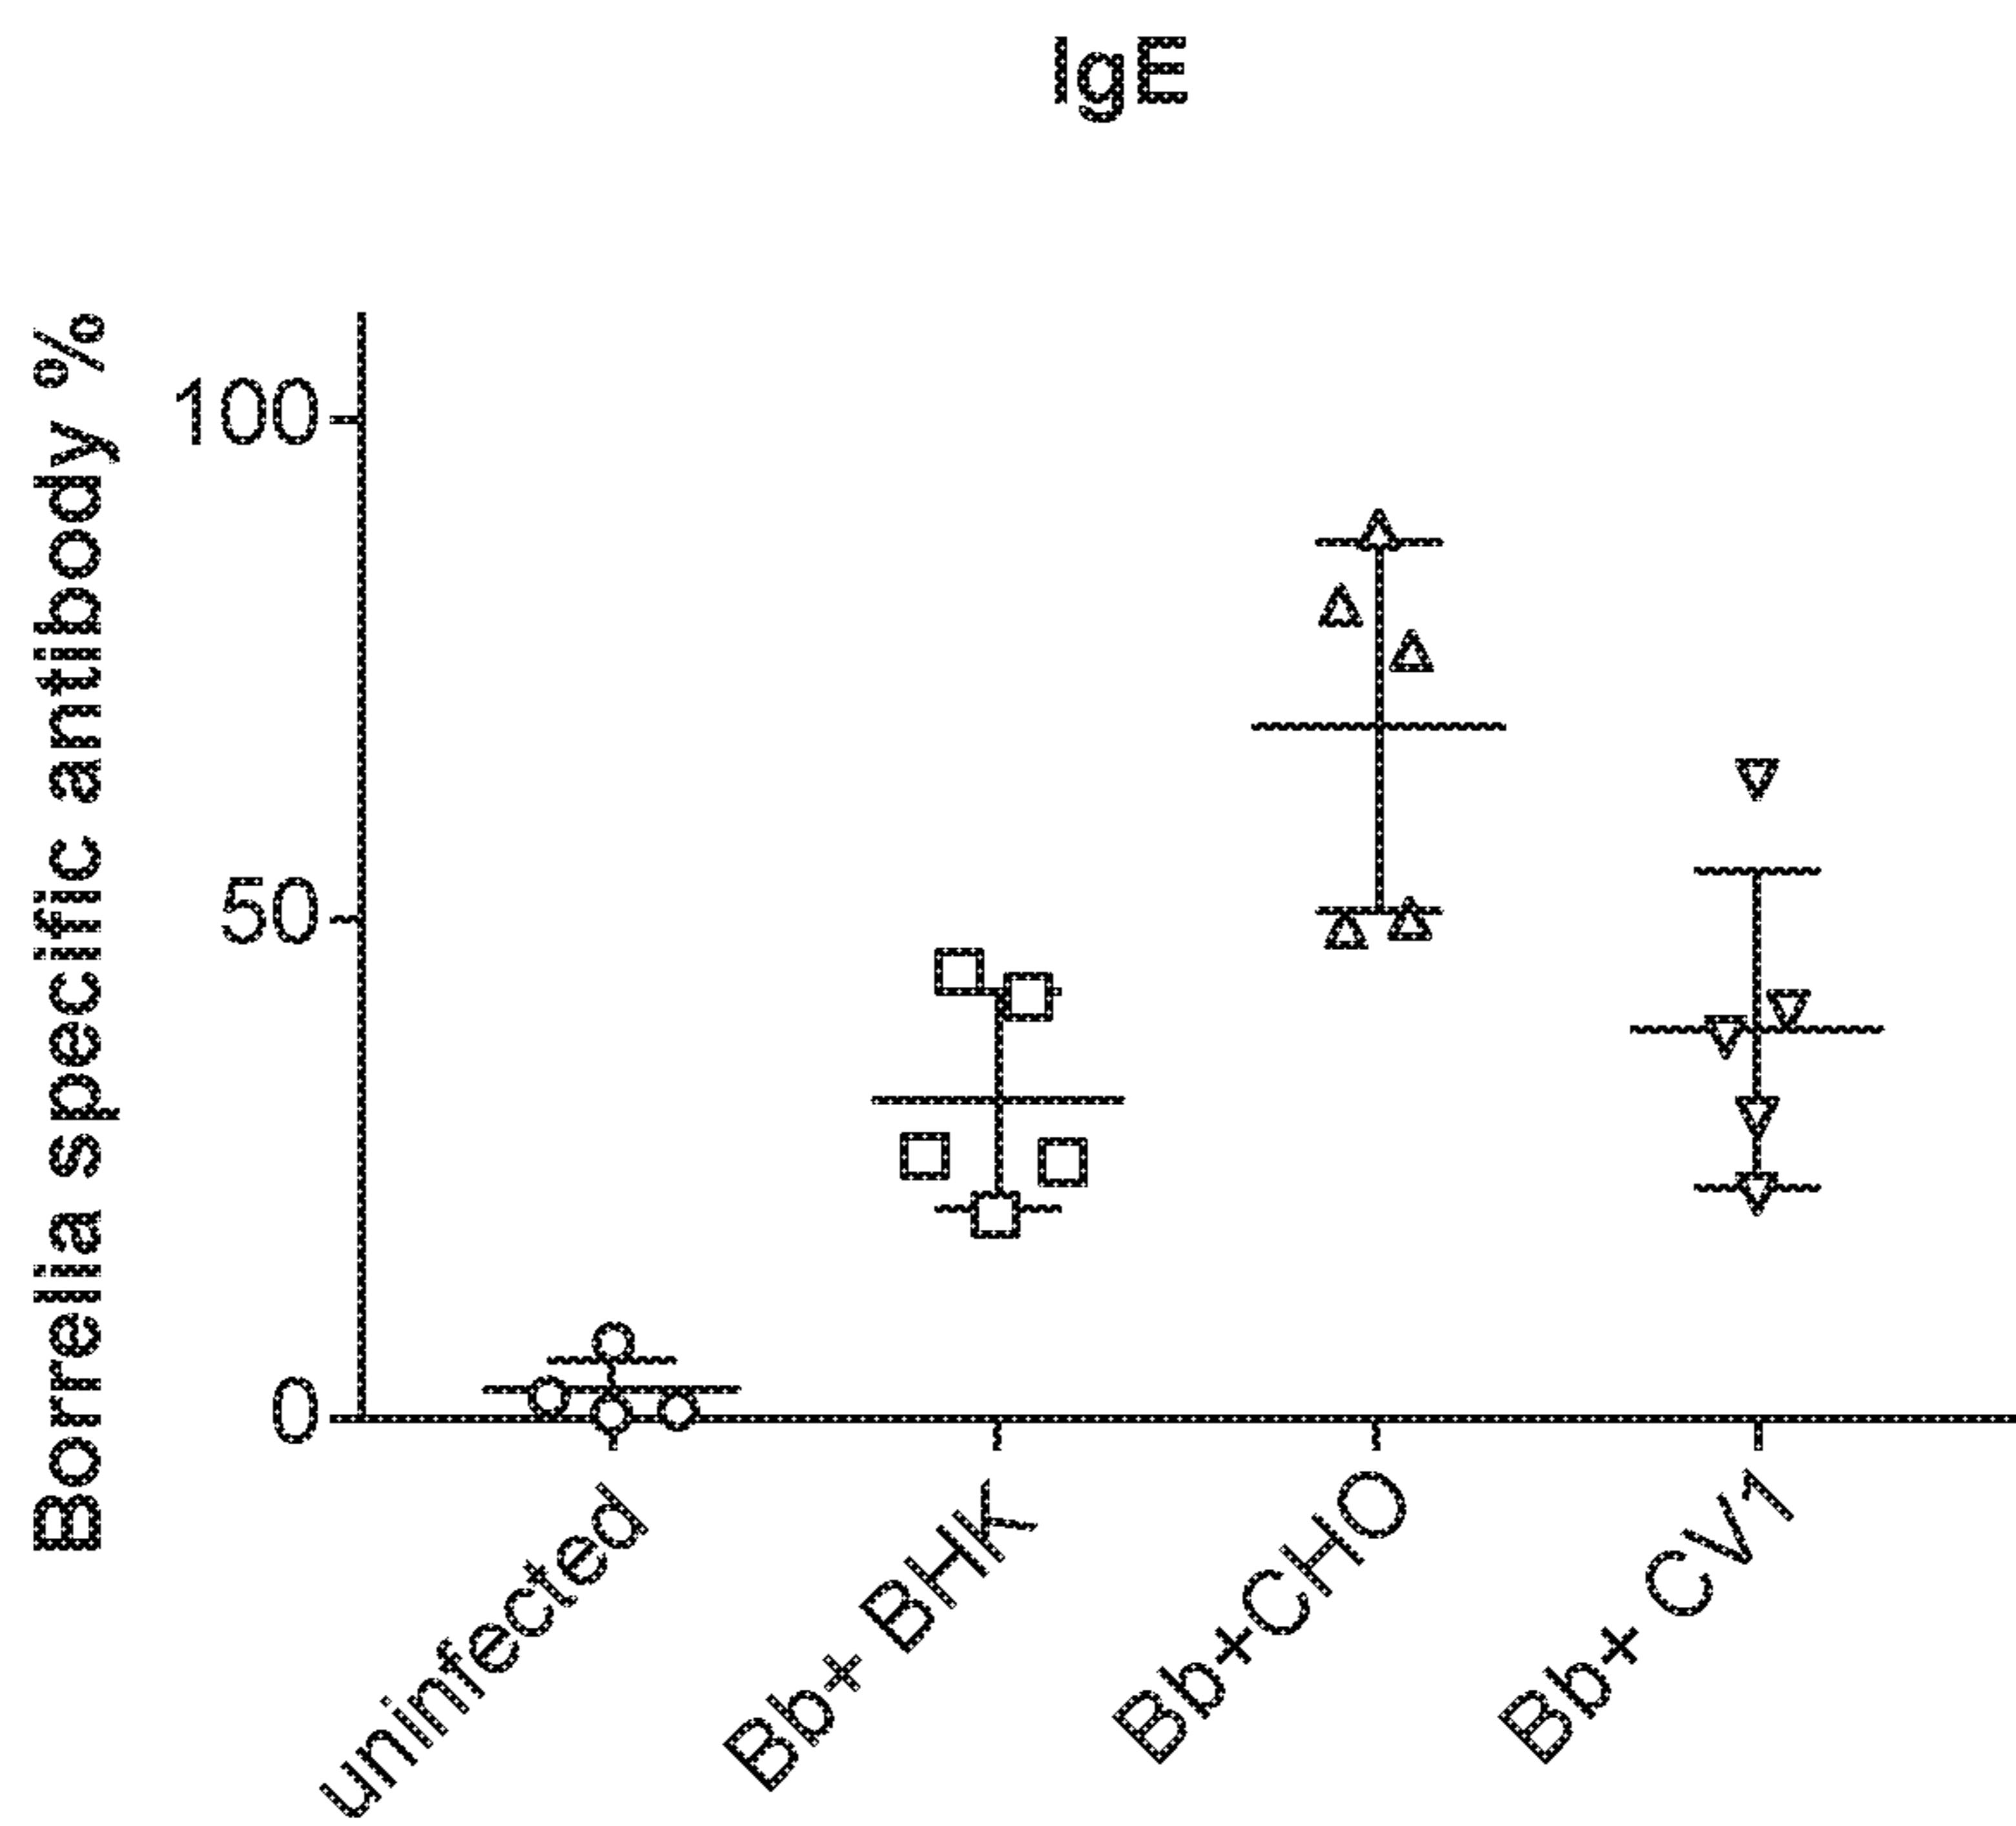 IgE
Borrelia specific antibody %
100
50
0
uninfected
Bb+ BHK
Bb+CHO
Bb+ CV1